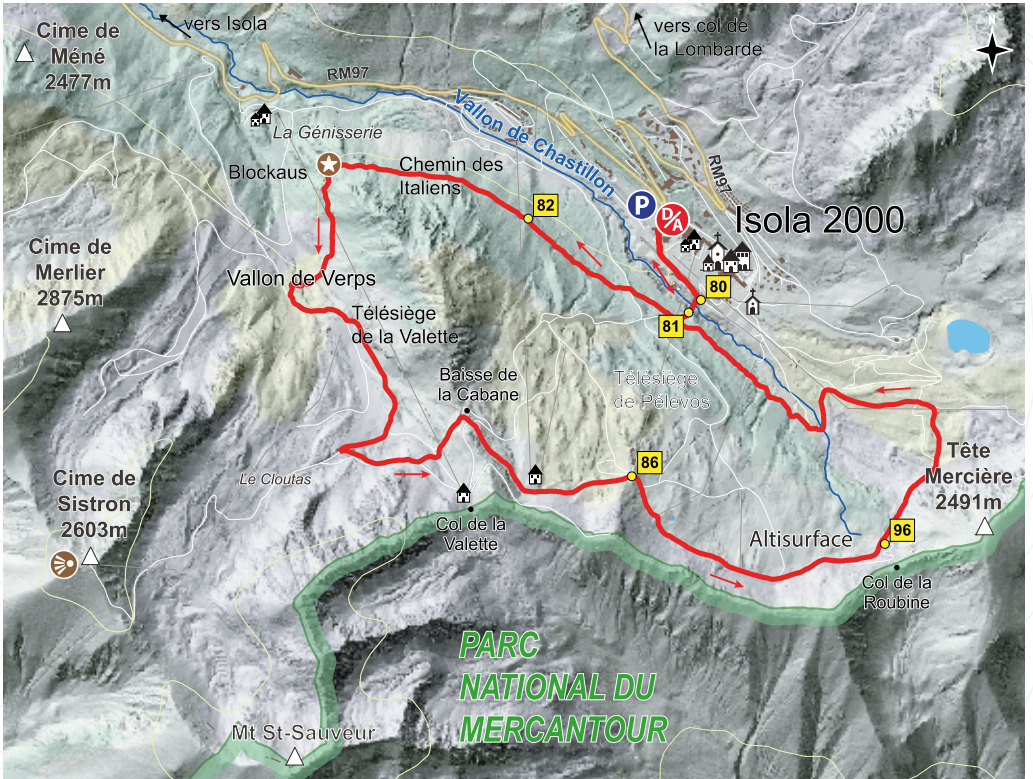 Cime de
Méné
2477m
vers Isola
vers col de
la Lombarde
N
RM97
Vallon de Chastillon
La Génisserie
Blockaus
Chemin des
Italiens
82
P
D/A
RM97
Isola 2000
Cime de
Merlier
2875m
Vallon de Verps
80
81
Télésiège
de la Valette
Baisse de
la Cabane
Télésiège
de Pélevos
86
Tête
Mercière
2491m
Cime de
Sistron
2603m
Le Cloutas
Col de la
Valette
Altisurface
96
Col de la
Roubine
PARC
NATIONAL DU
MERCANTOUR
Mt St-Sauveur